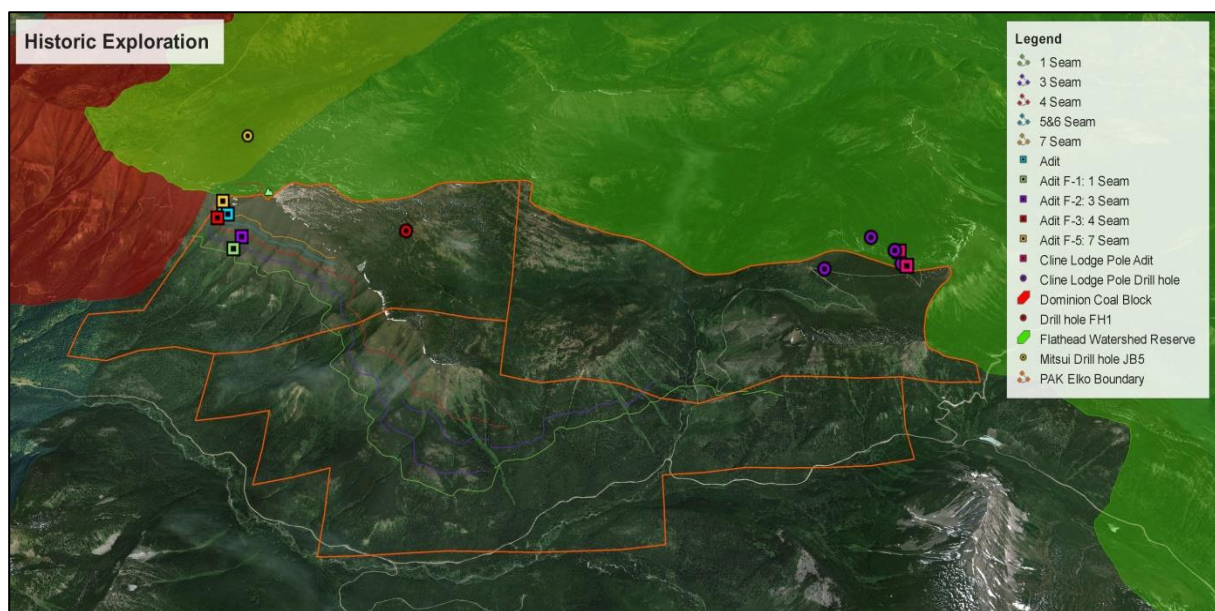 Historic Exploration
Legend
1 Seam
3 Seam
4 Seam
5&6 Seam
7 Seam
Adit
Adit F-1: 1 Seam
Adit F-2: 3 Seam
Adit F-3: 4 Seam
Adit F-5: 7 Seam
Cline Lodge Pole Adit
Cline Lodge Pole Drill hole
Dominion Coal Block
Drill hole FH1
Flathead Watershed Reserve
Mitsui Drill hole JB5
PAK Elko Boundary